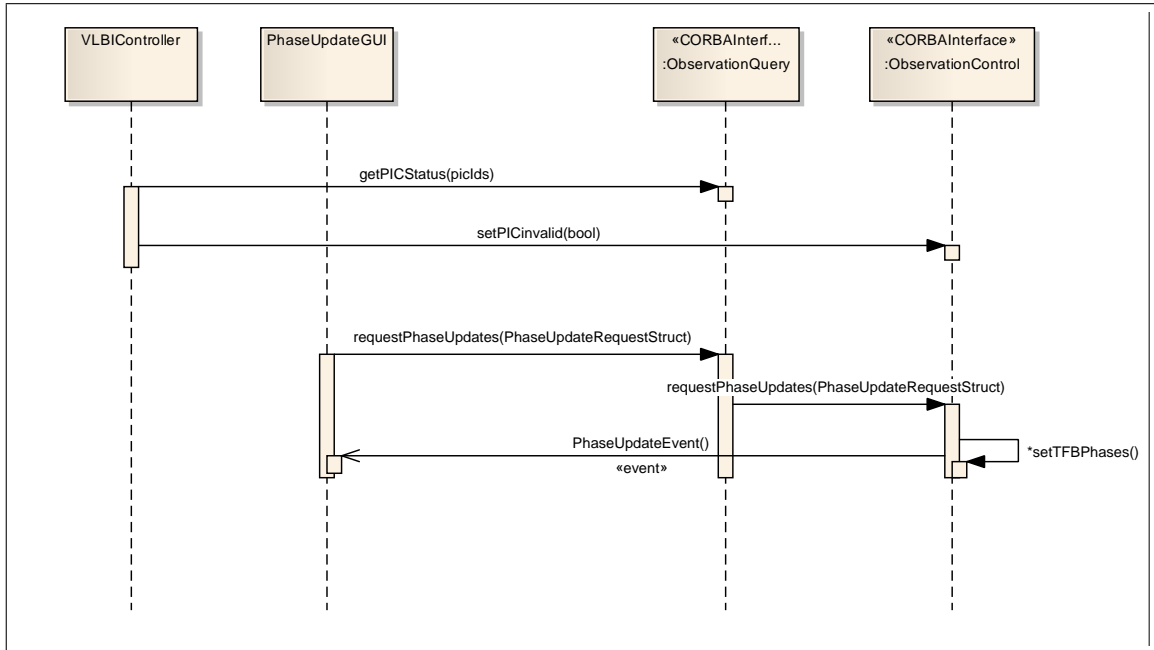 VLBIController
PhaseUpdateGUI
«CORBAInterf...
:ObservationQuery
«CORBAInterface»
:ObservationControl
getPICStatus(picIds)
setPICinvalid(bool)
requestPhaseUpdates(PhaseUpdateRequestStruct)
requestPhaseUpdates(PhaseUpdateRequestStruct)
PhaseUpdateEvent()
«event»
*setTFBPhases()